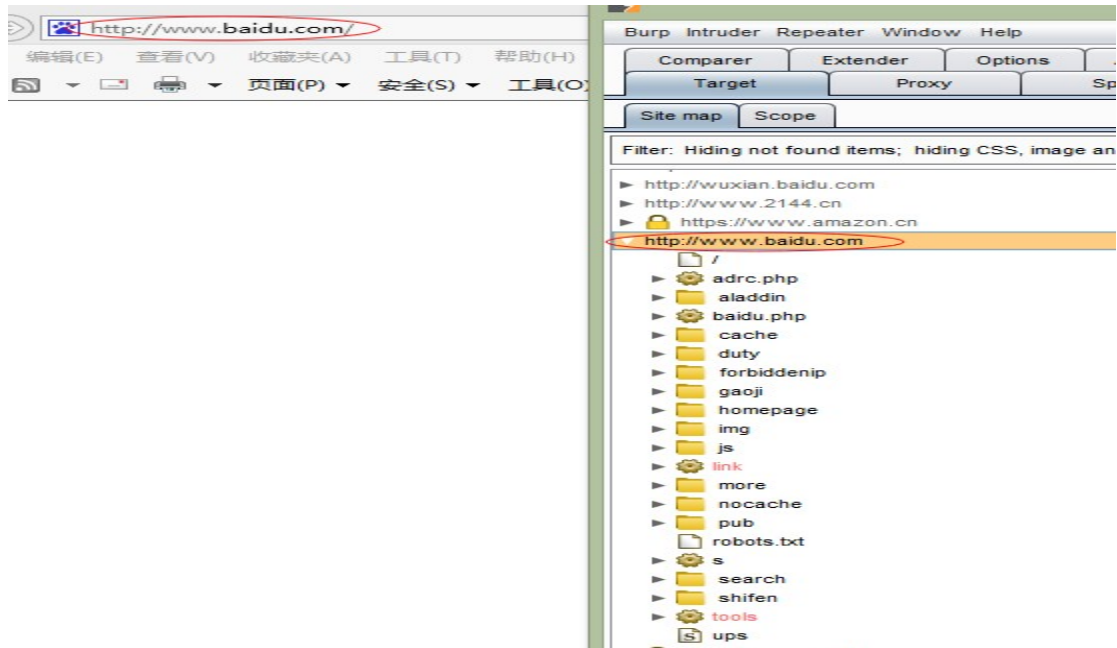 http://www.baidu.com/
编辑(E) 查看(V) 收藏夹(A) 工具(T) 帮助(H)
页面(P) 安全(S) 工具(O)
Burp Intruder Repeater Window Help
Comparer Extender Options
Target Proxy Sp
Site map Scope
Filter: Hiding not found items; hiding CSS, image an
http://wuxian.baidu.com
http://www.2144.cn
https://www.amazon.cn
http://www.baidu.com
/
adrc.php
aladdin
baidu.php
cache
duty
forbiddenip
gaoji
homepage
img
js
link
more
nocache
pub
robots.txt
s
search
shifen
tools
ups